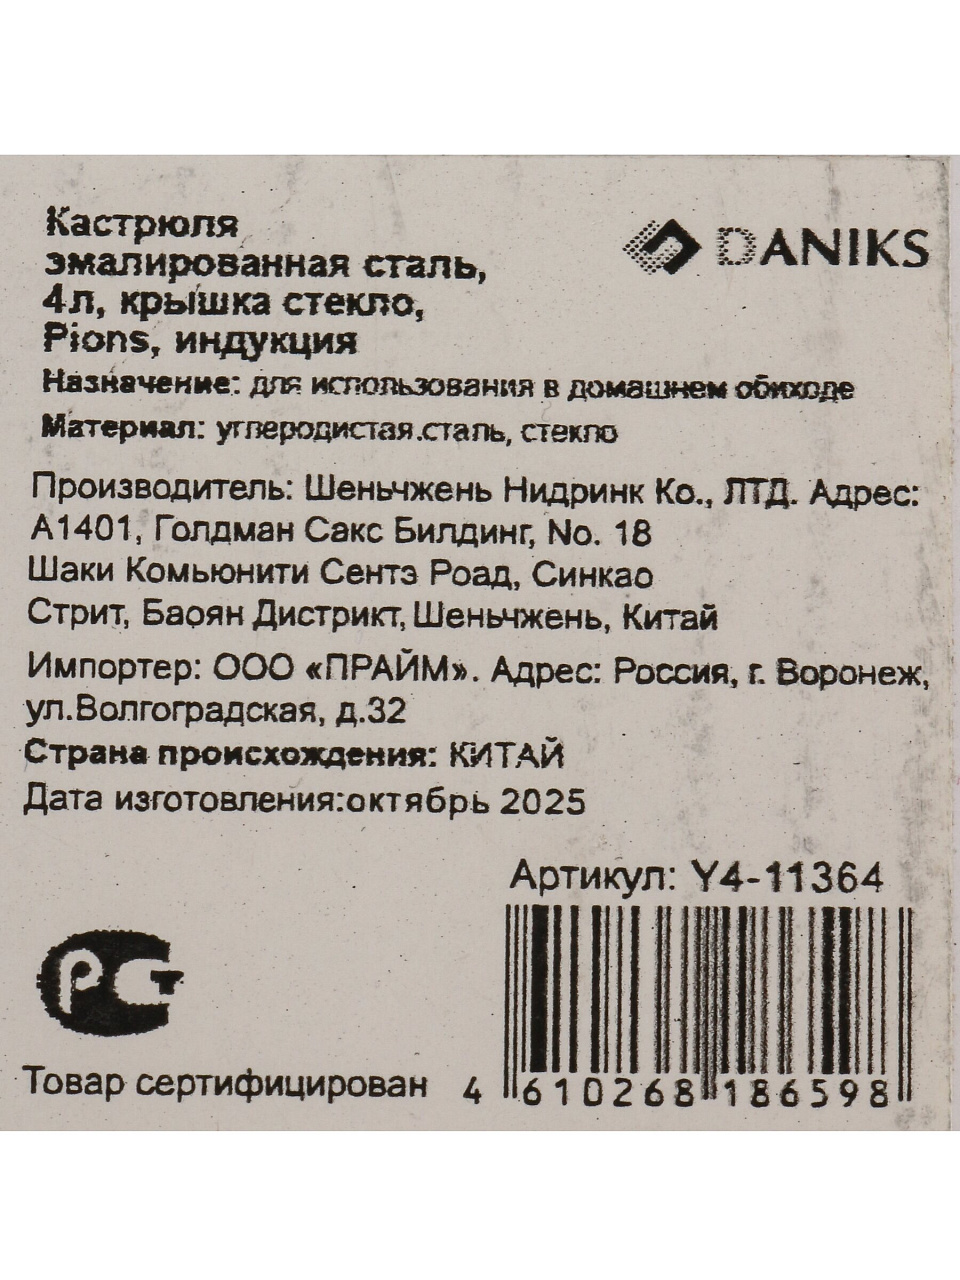 Кастрюля
эмалированная сталь,
4л, крышка стекло,
Pions, индукция
DANIKS
Назначение: для использования в домашнем обиходе
Материал: углеродистая.сталь, стекло
Производитель: Шеньчжень Нидринк Ко., ЛТД. Адрес:
А1401, Голдман Сакс Билдинг, No. 18
Шаки Комьюнити Сентэ Роад, Синкао
Стрит, Баоян Дистрикт, Шеньчжень, Китай
Импортер: ООО «ПРАЙМ». Адрес: Россия, г. Воронеж,
ул.Волгоградская, д.32
Страна происхождения: КИТАЙ
Дата изготовления:октябрь 2025
Артикул: Y4-11364
РСТ
Товар сертифицирован
4 610268 186598